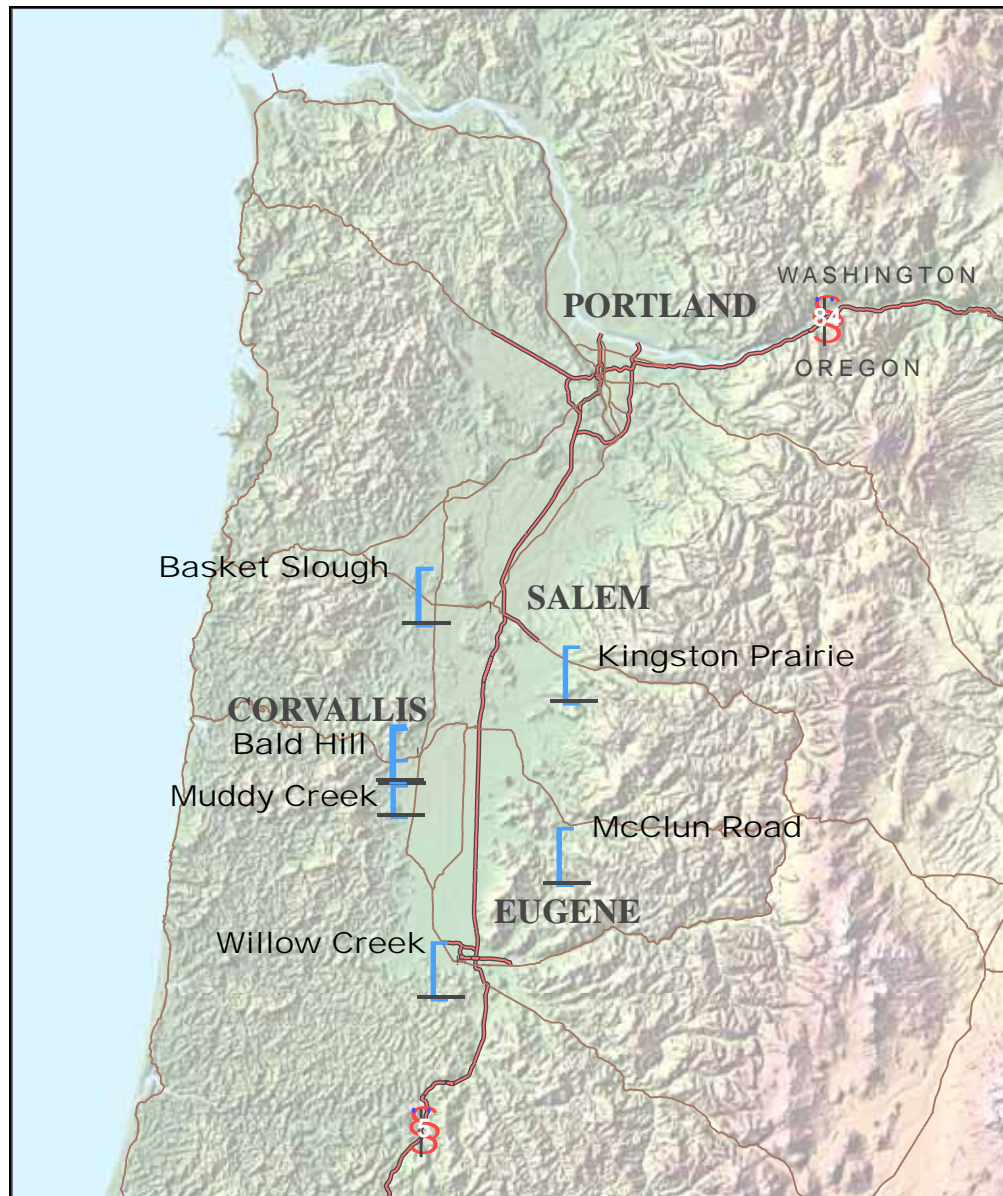 WASHINGTON
PORTLAND
84
OREGON
Basket Slough
SALEM
Kingston Prairie
CORVALLIS
Bald Hill
Muddy Creek
McClun Road
EUGENE
Willow Creek
5